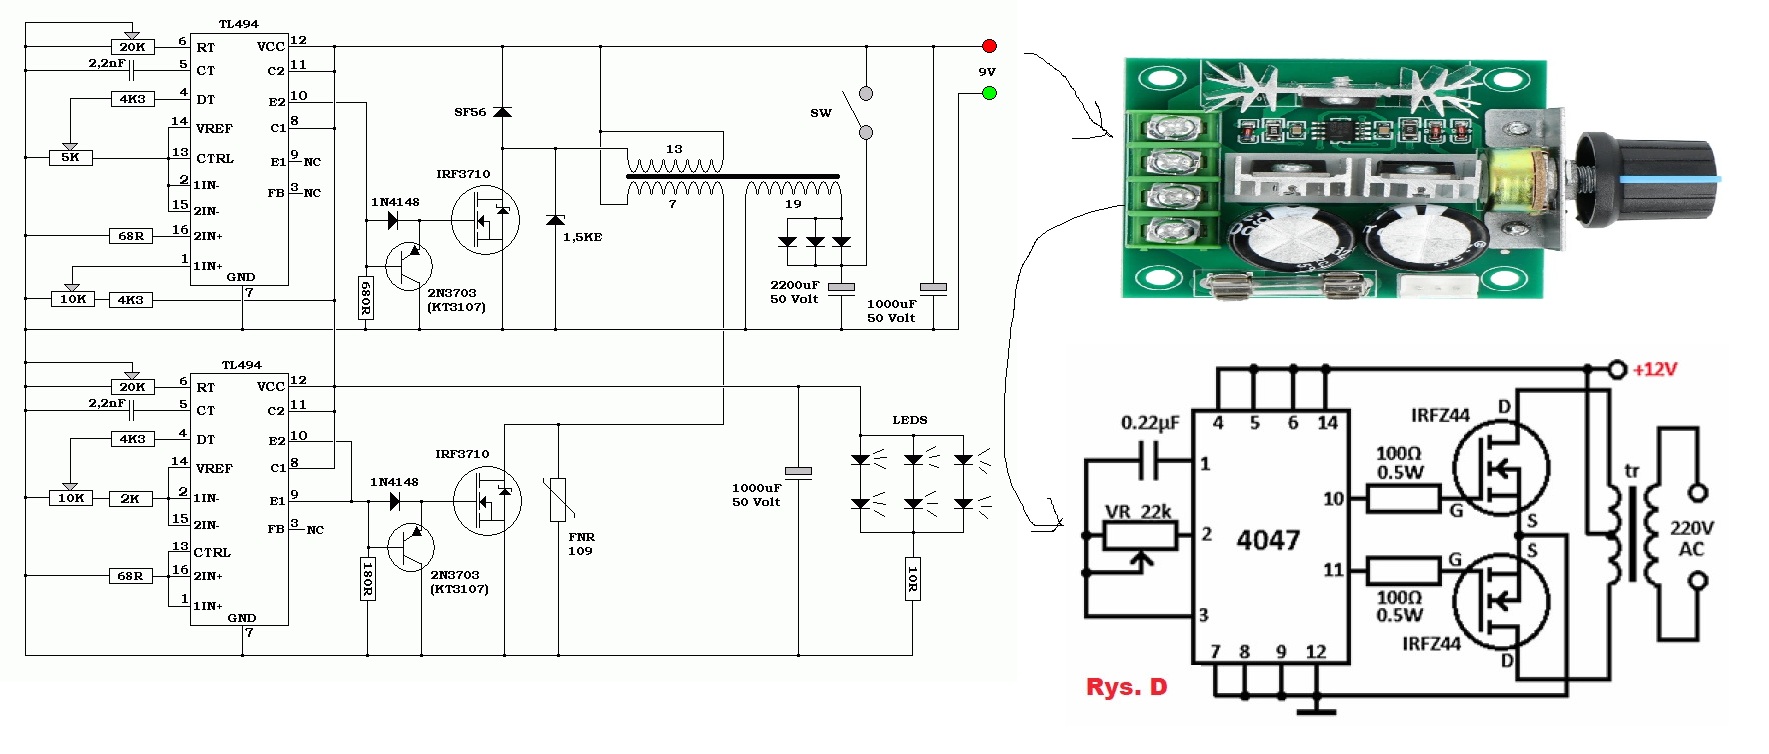 TL494
20K
6 RT
VCC 12
2,2nF
5 CT
C2 11
4K3
4 DT
E2 10
14 VREF
C1 8
5K
13 CTRL
E1 9 NC
2 1IN-
FB 3 NC
15 2IN-
68R
16 2IN+
1 1IN+
GND
10K
4K3
7
1N4148
680R
2N3703
(KT3107)
IRF3710
SF56
1,5KE
13
7
19
2200uF
50 Volt
1000uF
50 Volt
SW
9V
TL494
20K
6 RT
VCC 12
2,2nF
5 CT
C2 11
4K3
4 DT
E2 10
14 VREF
C1 8
10K
2K
2 1IN-
E1 9
15 2IN-
FB 3 NC
13 CTRL
68R
16 2IN+
1 1IN+
GND
7
1N4148
180R
2N3703
(KT3107)
IRF3710
FNR
109
1000uF
50 Volt
LEDS
10R
+12V
4 5 6 14
IRFZ44
D
0.22µF
1
100Ω
0.5W
tr
10
G
VR 22k
2
S
4047
S
220V
AC
11
G
100Ω
0.5W
3
IRFZ44
D
7 8 9 12
Rys. D